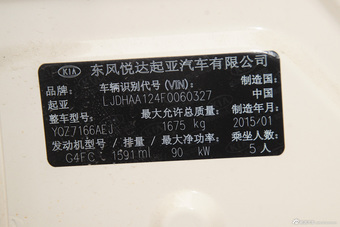 KIA 东风悦达起亚汽车有限公司
品牌: 车辆识别代号(VIN): 制造国:
起亚 LJDHAA124F0060327 中国
整车型号: 最大允许总质量: 制造年月:
YQZ7166AEJ 1675 kg 2015/01
发动机型号 / 排量 / 最大净功率: 乘坐人数:
G4FC - 1591 ml 90 kW 5 人